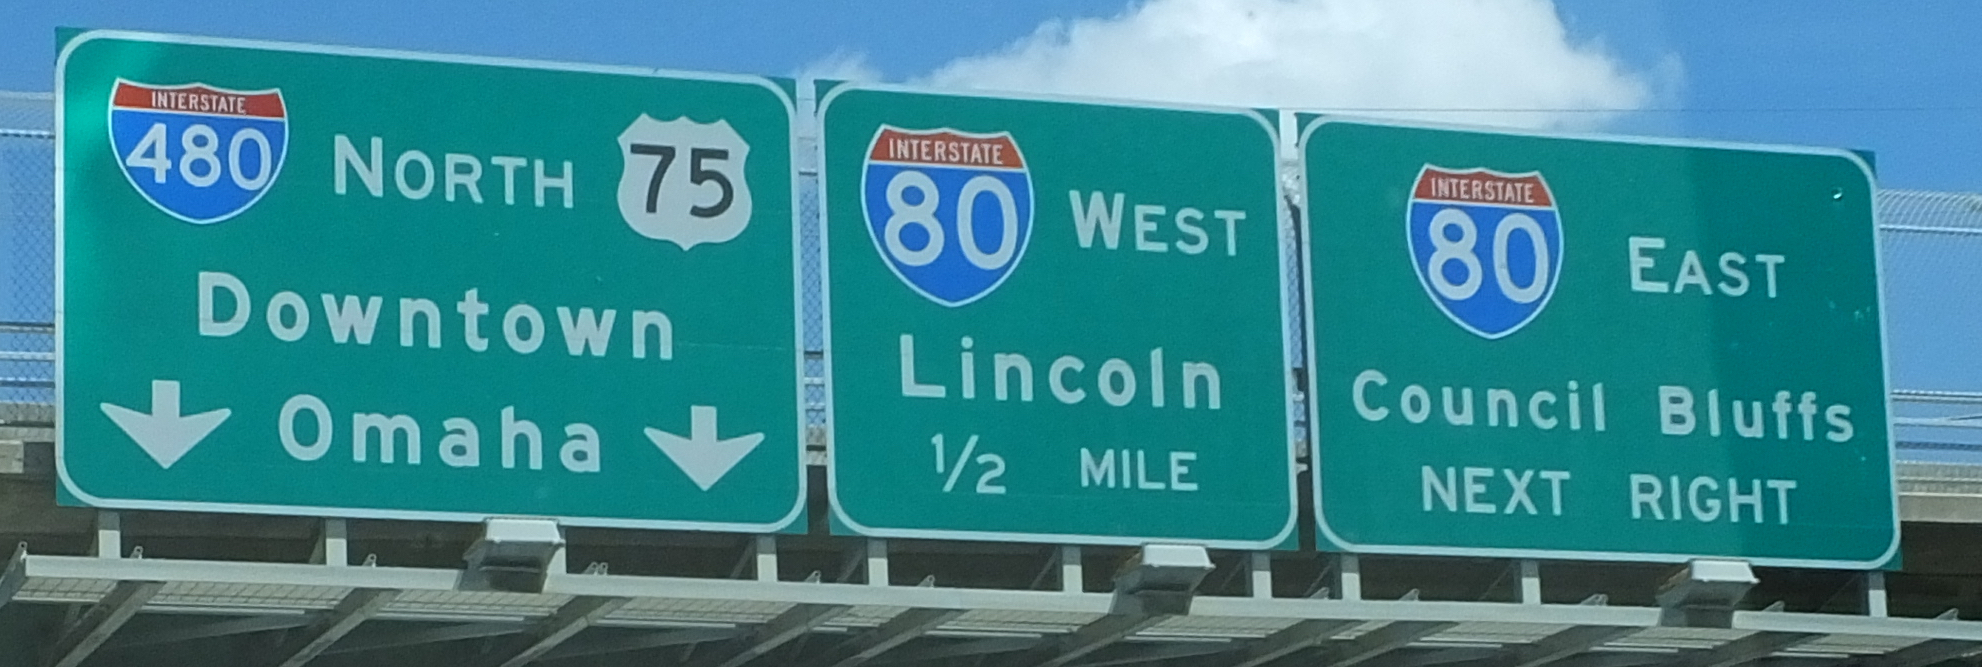 INTERSTATE
480 NORTH 75
Downtown
Omaha
INTERSTATE
80 WEST
Lincoln
1/2 MILE
INTERSTATE
80 EAST
Council Bluffs
NEXT RIGHT